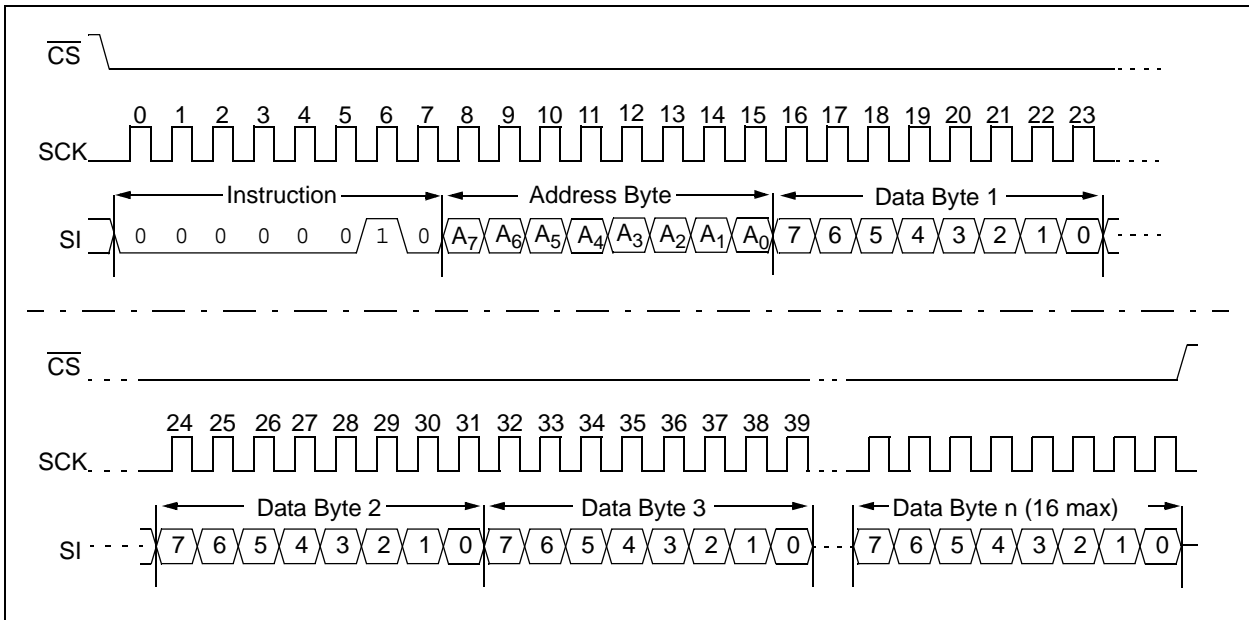 CS
0 1 2 3 4 5 6 7 8 9 10 11 12 13 14 15 16 17 18 19 20 21 22 23
SCK
Instruction Address Byte Data Byte 1
SI 0 0 0 0 0 0 1 0 A7 A6 A5 A4 A3 A2 A1 A0 7 6 5 4 3 2 1 0
CS
24 25 26 27 28 29 30 31 32 33 34 35 36 37 38 39
SCK
Data Byte 2 Data Byte 3 Data Byte n (16 max)
SI 7 6 5 4 3 2 1 0 7 6 5 4 3 2 1 0 7 6 5 4 3 2 1 0